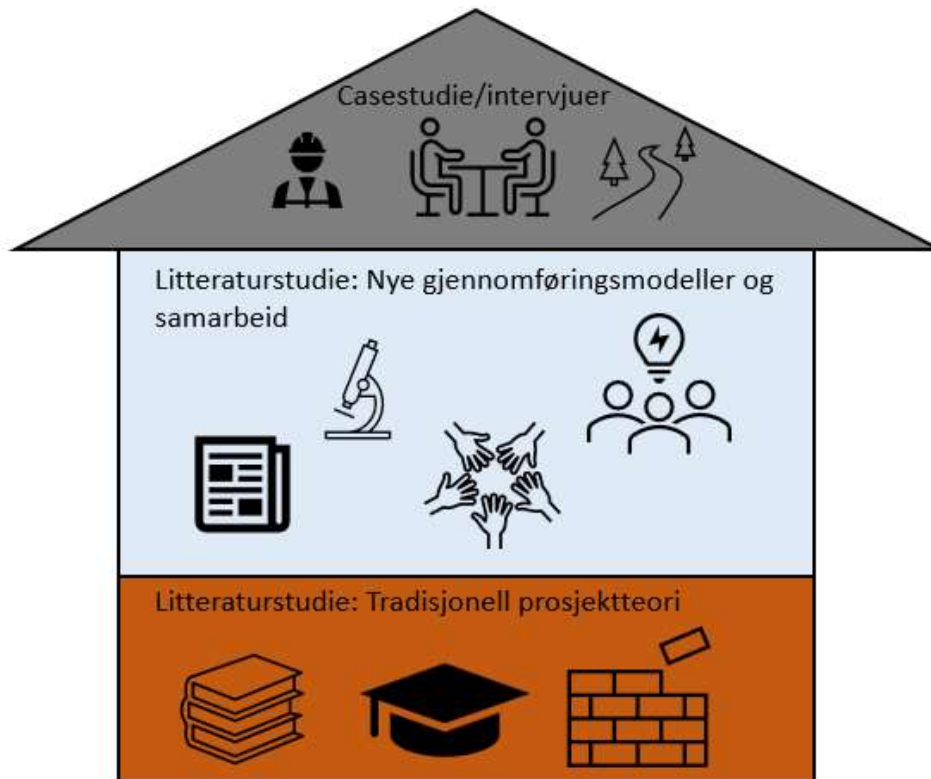 Casestudie/intervjuer
Litteraturstudie: Nye gjennomføringsmodeller og
samarbeid
Litteraturstudie: Tradisjonell prosjektteori